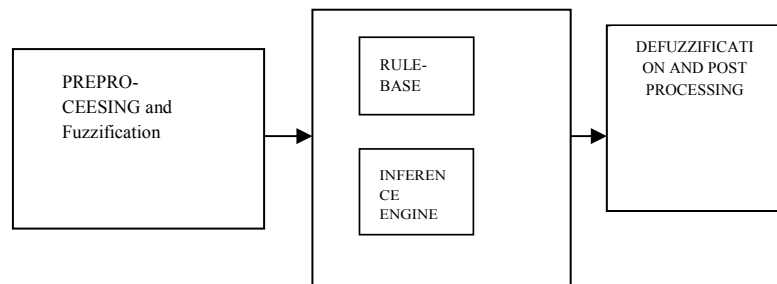 PREPRO-
CEESING and
Fuzzification
RULE-
BASE
INFEREN
CE
ENGINE
DEFUZZIFICATI
ON AND POST
PROCESSING